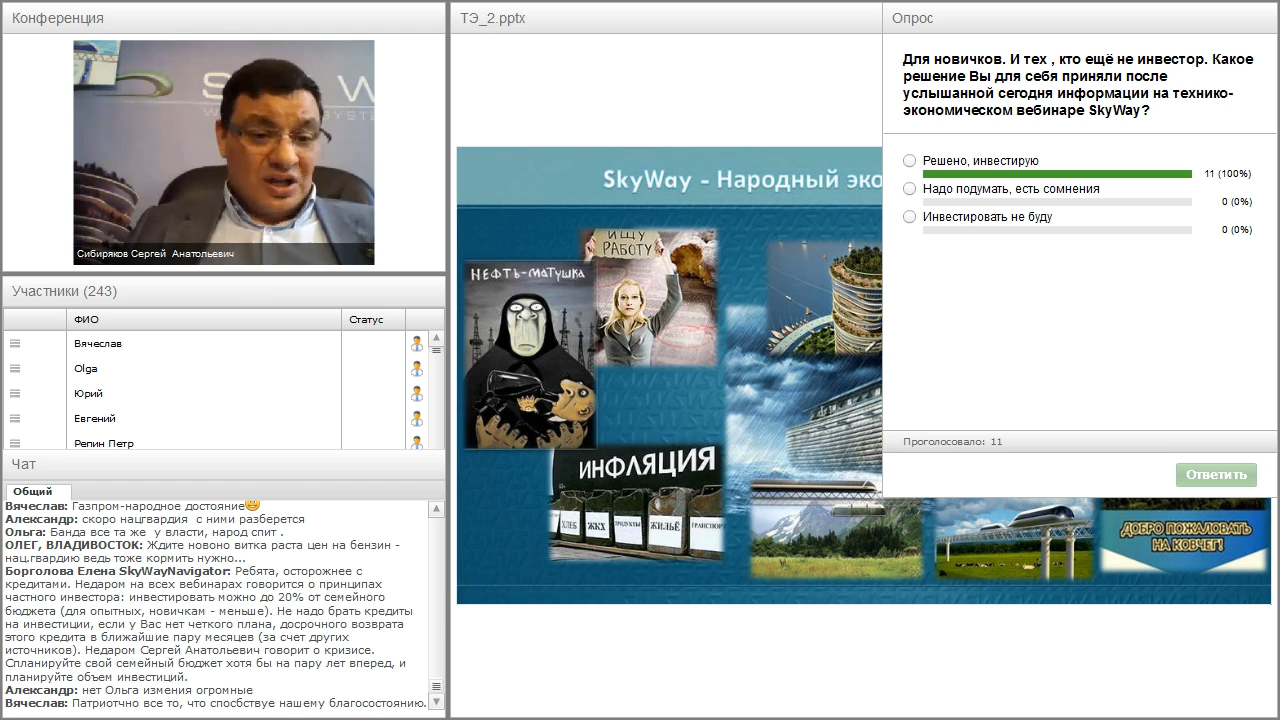 Конференция
S W
W SYSTE
Сибиряков Сергей Анатольевич
Участники (243)
ФИО
Статус
Вячеслав
Olga
Юрий
Евгений
Репин Петр
Чат
Общий
Вячеслав: Газпром-народное достояние
Александр: скоро нацгвардия с ними разберется
Ольга: Банда все та же у власти, народ спит .
ОЛЕГ, ВЛАДИВОСТОК: Ждите новоно витка раста цен на бензин -
нац.гвардию ведь тоже кормить нужно...
Борголова Елена SkyWayNavigator: Ребята, осторожнее с
кредитами. Недаром на всех вебинарах говорится о принципах
частного инвестора: инвестировать можно до 20% от семейного
бюджета (для опытных, новичкам - меньше). Не надо брать кредиты
на инвестиции, если у Вас нет четкого плана, досрочного возврата
этого кредита в ближайшие пару месяцев (за счет других
источников). Недаром Сергей Анатольевич говорит о кризисе.
Спланируйте свой семейный бюджет хотя бы на пару лет вперед, и
планируйте объем инвестиций.
Александр: нет Ольга измения огромные
Вячеслав: Патриотчно все то, что спосбствуе нашему благосостоянию.
ТЭ_2.pptx
SkyWay - Народный эко
ИЩУ
РАБОТУ
НЕФТЬ-МАТУШКА
ИНФЛЯЦИЯ
ХЛЕБ
ЖКХ
ПРОДУКТЫ
ЖИЛЬЁ
ТРАНСПОРТ
ДОБРО ПОЖАЛОВАТЬ
НА КОВЧЕГ!
Опрос
Для новичков. И тех , кто ещё не инвестор. Какое
решение Вы для себя приняли после
услышанной сегодня информации на технико-
экономическом вебинаре SkyWay?
Решено, инвестирую
11 (100%)
Надо подумать, есть сомнения
0 (0%)
Инвестировать не буду
0 (0%)
Проголосовало: 11
Ответить